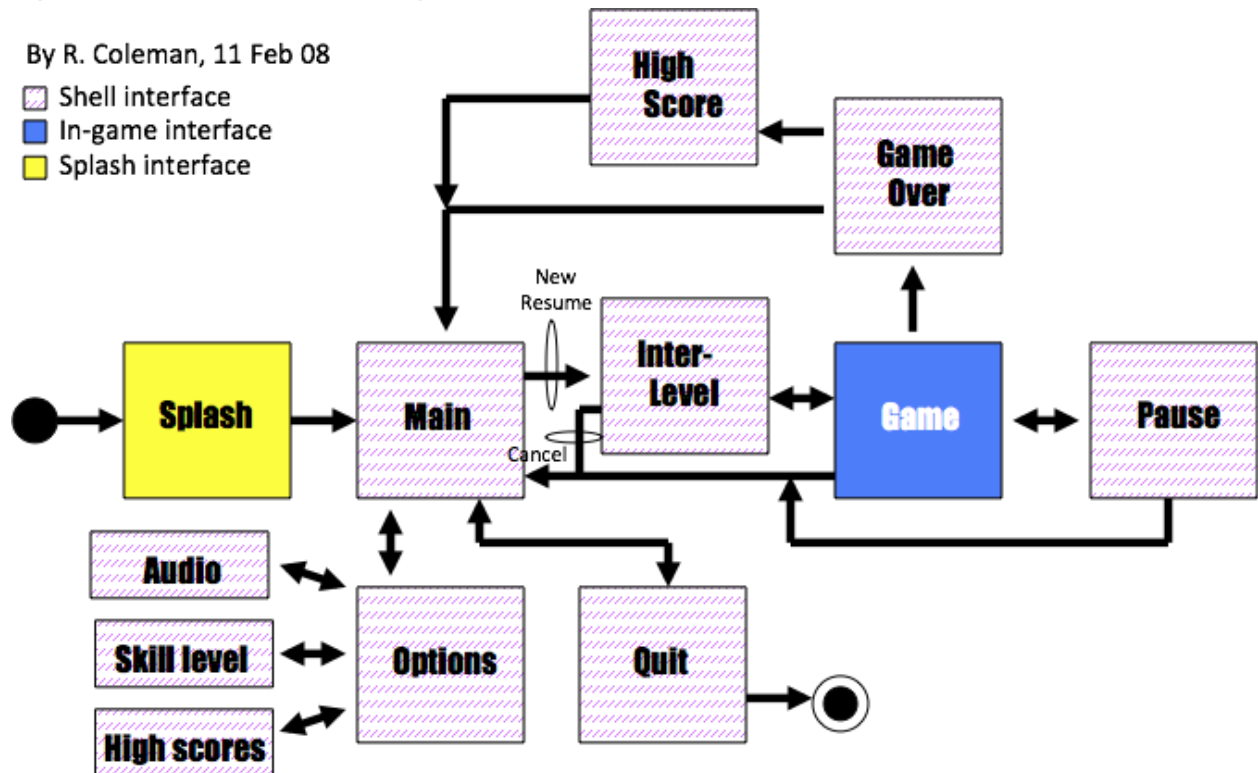 By R. Coleman, 11 Feb 08
Shell interface
In-game interface
Splash interface
High
Score
Game
Over
New
Resume
Splash
Main
Inter-
Level
Game
Pause
Cancel
Audio
Skill level
High scores
Options
Quit